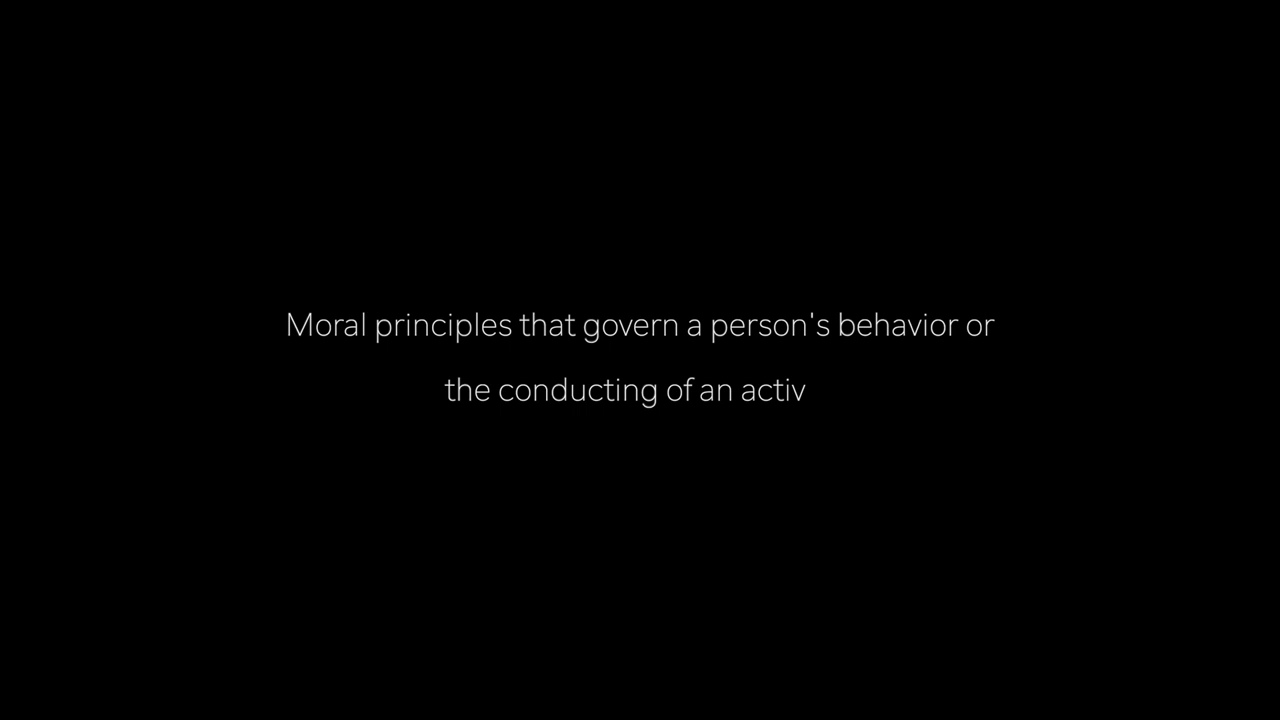 Moral principles that govern a person's behavior or
the conducting of an activ